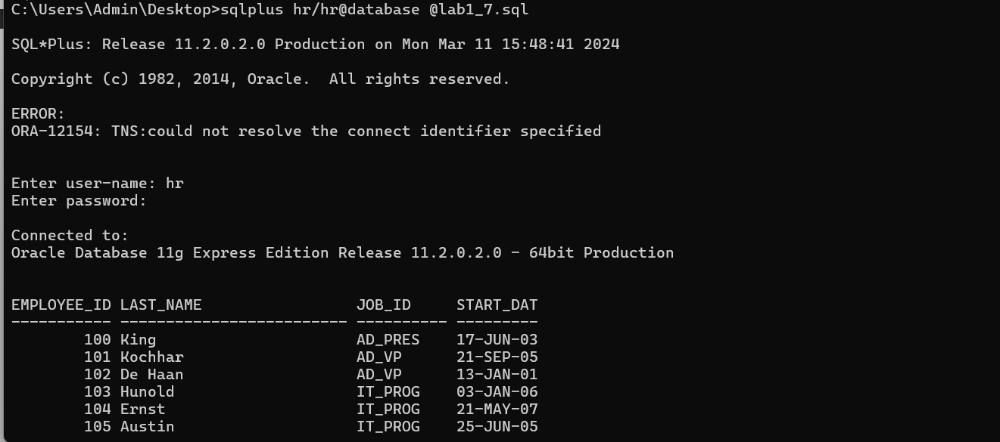 C:\Users\Admin\Desktop>sqlplus hr/hr@database @lab1_7.sql
SQL*Plus: Release 11.2.0.2.0 Production on Mon Mar 11 15:48:41 2024
Copyright (c) 1982, 2014, Oracle.  All rights reserved.
ERROR:
ORA-12154: TNS:could not resolve the connect identifier specified
Enter user-name: hr
Enter password:
Connected to:
Oracle Database 11g Express Edition Release 11.2.0.2.0 - 64bit Production
EMPLOYEE_ID LAST_NAME                 JOB_ID     START_DAT
----------- ------------------------- ---------- ---------
        100 King                      AD_PRES    17-JUN-03
        101 Kochhar                   AD_VP      21-SEP-05
        102 De Haan                   AD_VP      13-JAN-01
        103 Hunold                    IT_PROG    03-JAN-06
        104 Ernst                     IT_PROG    21-MAY-07
        105 Austin                    IT_PROG    25-JUN-05